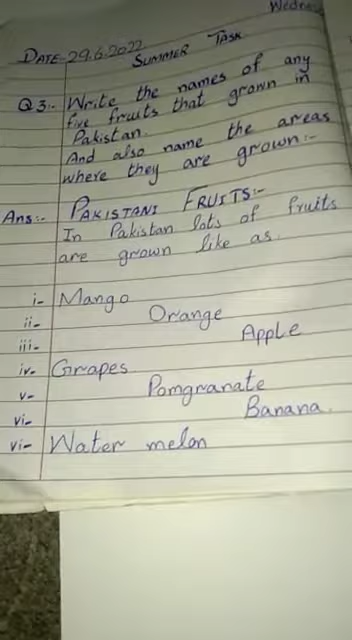 Wednes
DATE 29.6.2022
SUMMER TASK
Q3:- Write the names of any
five fruits that grown in
Pakistan.
And also name the areas
where they are grown:-
Ans:- PAKISTANI FRUITS:-
In Pakistan lots of fruits
are grown like as.
i- Mango
ii- Orange
iii- Apple
iv- Grapes
v- Pomgranate
vi- Banana.
vi- Water melon